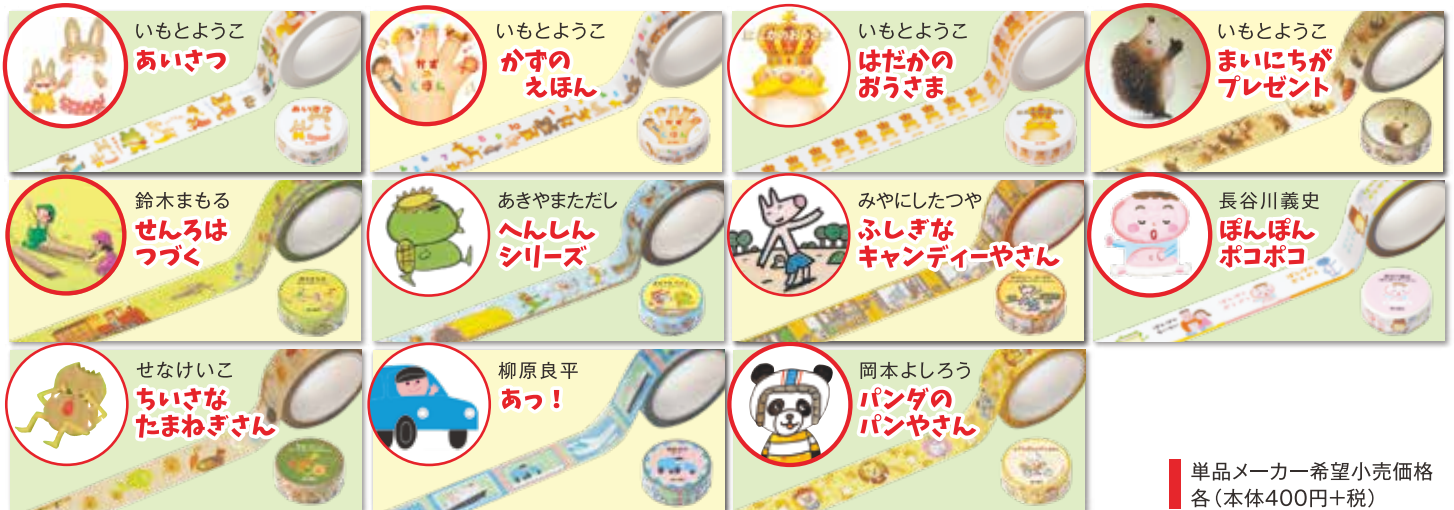 いもとようこ
あいさつ
いもとようこ
かずの
えほん
いもとようこ
はだかの
おうさま
いもとようこ
まいにちが
プレゼント
鈴木まもる
せんろは
つづく
あきやまただし
へんしん
シリーズ
みやにしたつや
ふしぎな
キャンディーやさん
長谷川義史
ぽんぽん
ポコポコ
せなけいこ
ちいさな
たまねぎさん
柳原良平
あっ！
岡本よしろう
パンダの
パンやさん
単品メーカー希望小売価格
各（本体400円＋税）